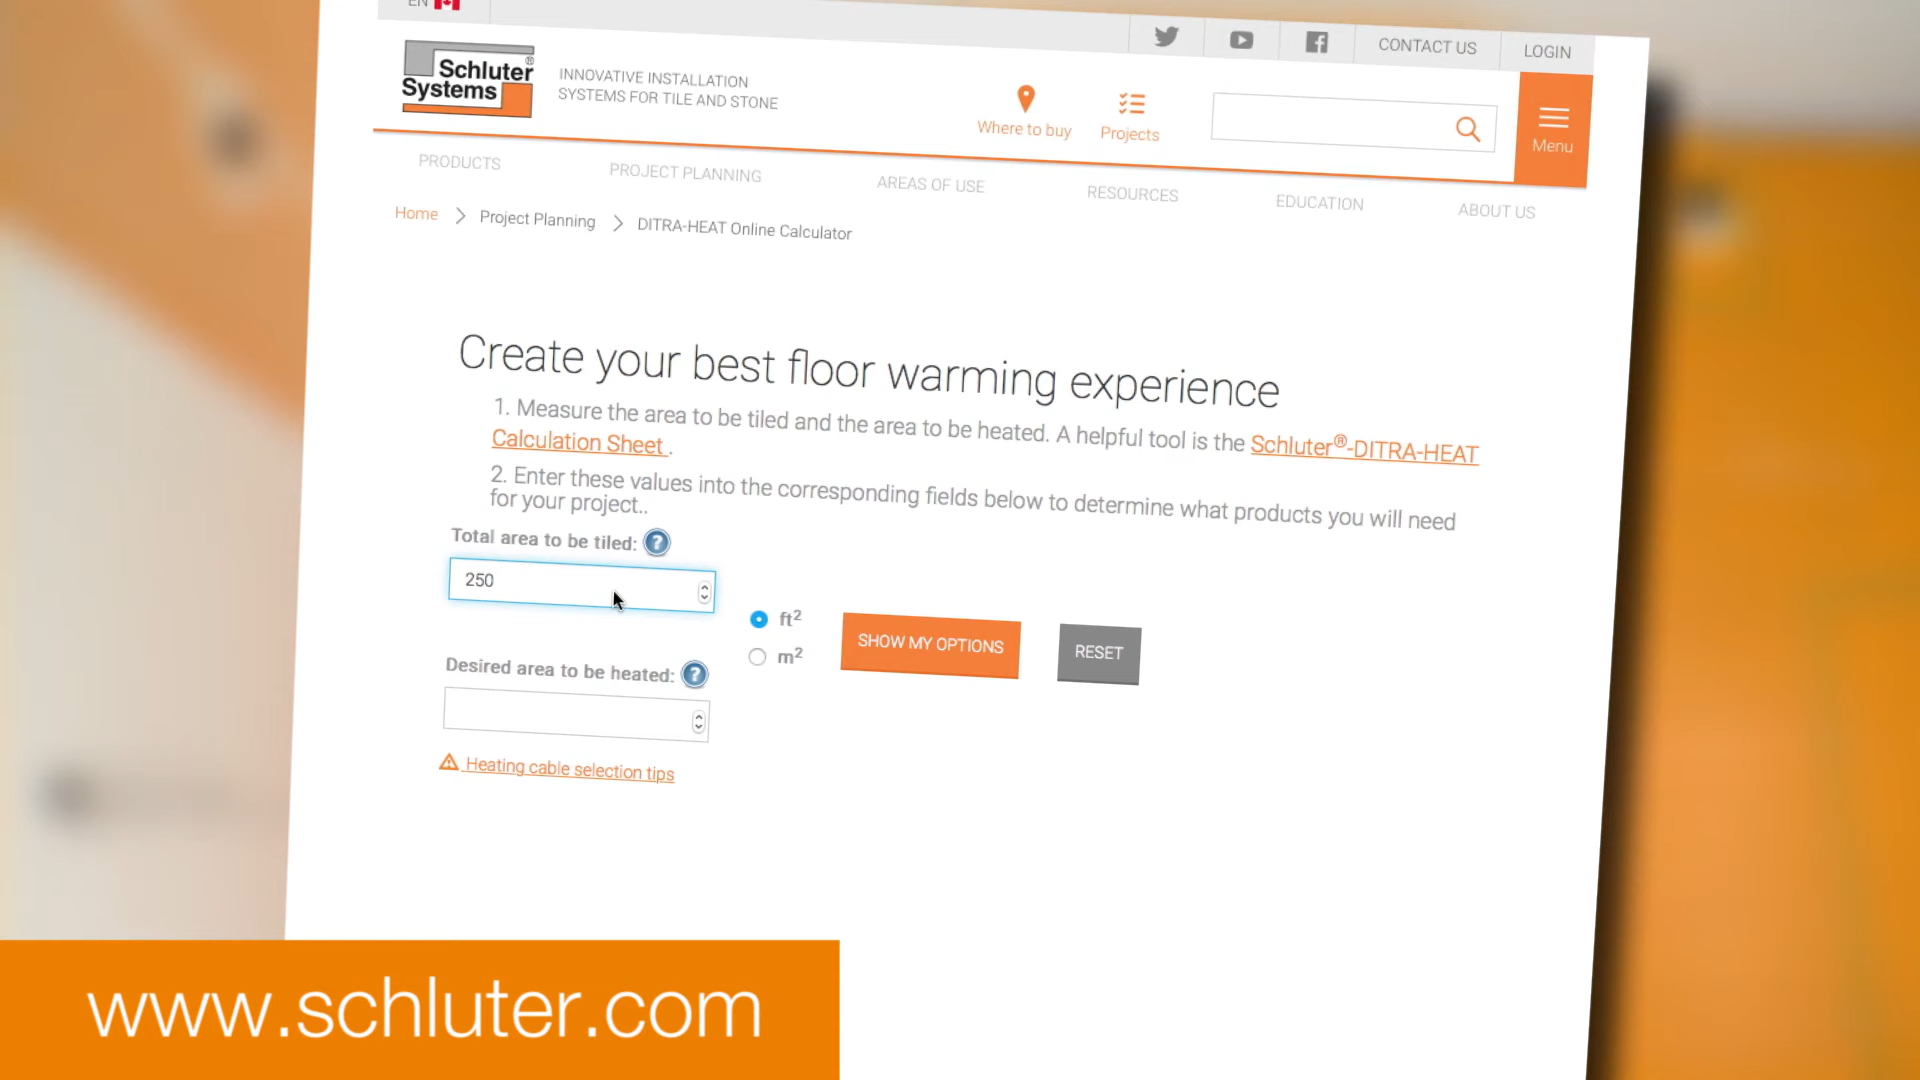 EN
Schluter®
Systems
INNOVATIVE INSTALLATION
SYSTEMS FOR TILE AND STONE
CONTACT US
LOGIN
Where to buy
Projects
Menu
PRODUCTS
PROJECT PLANNING
AREAS OF USE
RESOURCES
EDUCATION
ABOUT US
Home > Project Planning > DITRA-HEAT Online Calculator
Create your best floor warming experience
1. Measure the area to be tiled and the area to be heated. A helpful tool is the Schluter®-DITRA-HEAT
Calculation Sheet .
2. Enter these values into the corresponding fields below to determine what products you will need
for your project..
Total area to be tiled: ?
250
ft²
m²
SHOW MY OPTIONS
RESET
Desired area to be heated: ?
Heating cable selection tips
www.schluter.com